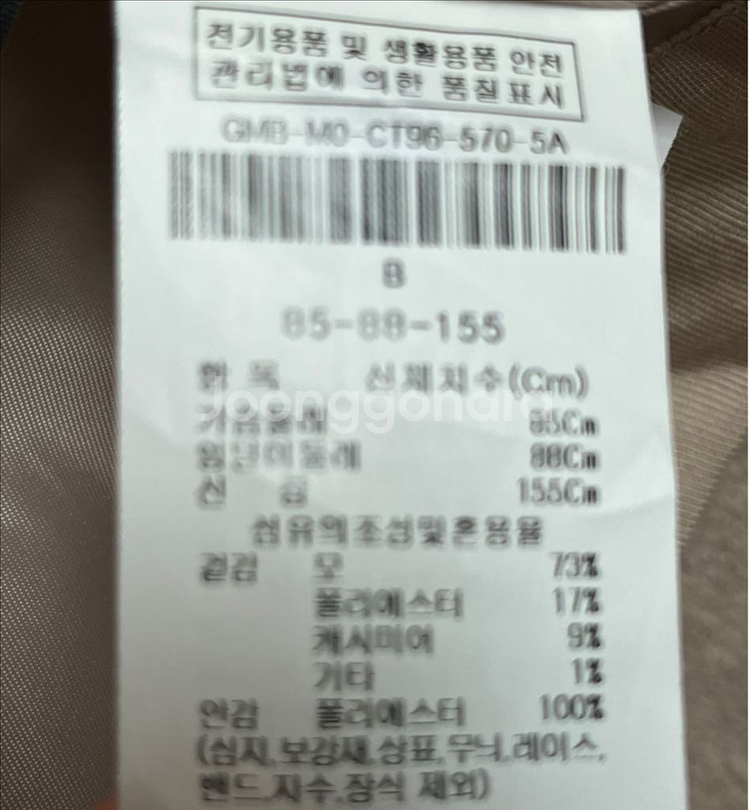 전기용품 및 생활용품 안전
관리법에 의한 품질표시
GMB-MO-CT96-570-5A
B
85-88-155
항 목 신체치수(Cm)
Joonggonara
가슴둘레 85Cm
엉덩이둘레 88Cm
신 장 155Cm
섬유의조성및혼용율
겉감 모 73%
폴리에스터 17%
캐시미어 9%
기타 1%
안감 폴리에스터 100%
(심지,보강재,상표,무늬,레이스,
밴드,자수,장식 제외)